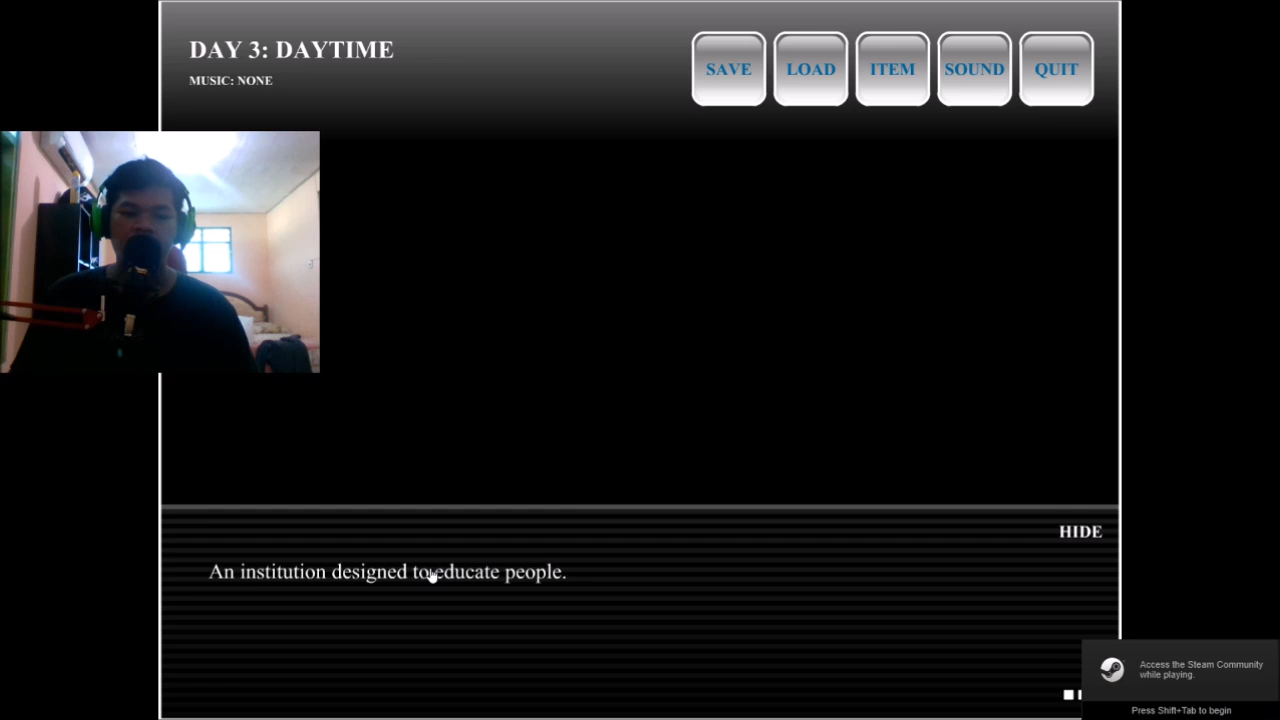 DAY 3: DAYTIME
MUSIC: NONE
SAVE
LOAD
ITEM
SOUND
QUIT
HIDE
An institution designed to educate people.
Access the Steam Community
while playing.
Press Shift+Tab to begin